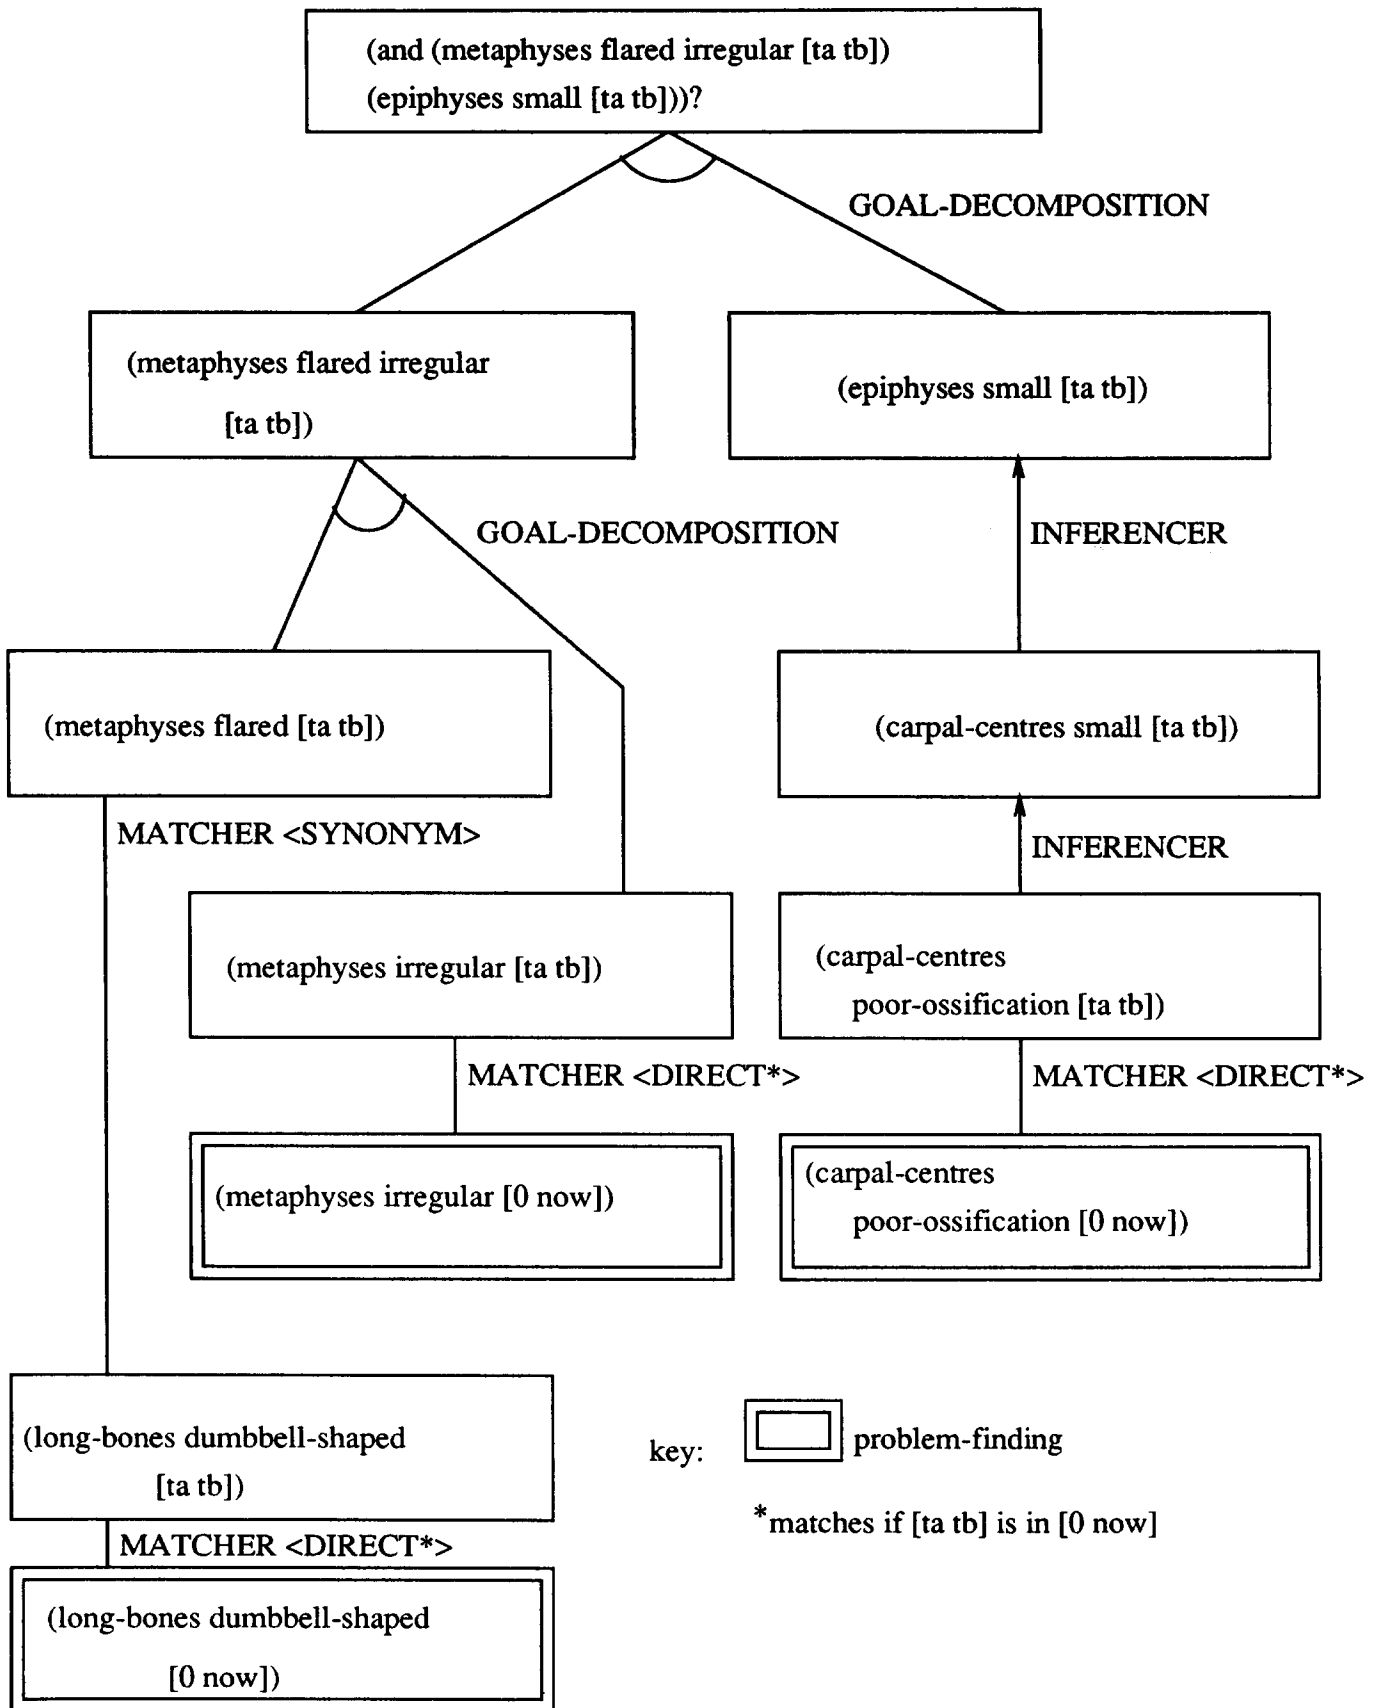 (and (metaphyses flared irregular [ta tb])
(epiphyses small [ta tb]))?
GOAL-DECOMPOSITION
(metaphyses flared irregular
[ta tb])
(epiphyses small [ta tb])
GOAL-DECOMPOSITION
INFERENCER
(metaphyses flared [ta tb])
(carpal-centres small [ta tb])
MATCHER <SYNONYM>
INFERENCER
(metaphyses irregular [ta tb])
(carpal-centres
poor-ossification [ta tb])
MATCHER <DIRECT*>
MATCHER <DIRECT*>
(metaphyses irregular [0 now])
(carpal-centres
poor-ossification [0 now])
(long-bones dumbbell-shaped
[ta tb])
key:
problem-finding
*matches if [ta tb] is in [0 now]
MATCHER <DIRECT*>
(long-bones dumbbell-shaped
[0 now])